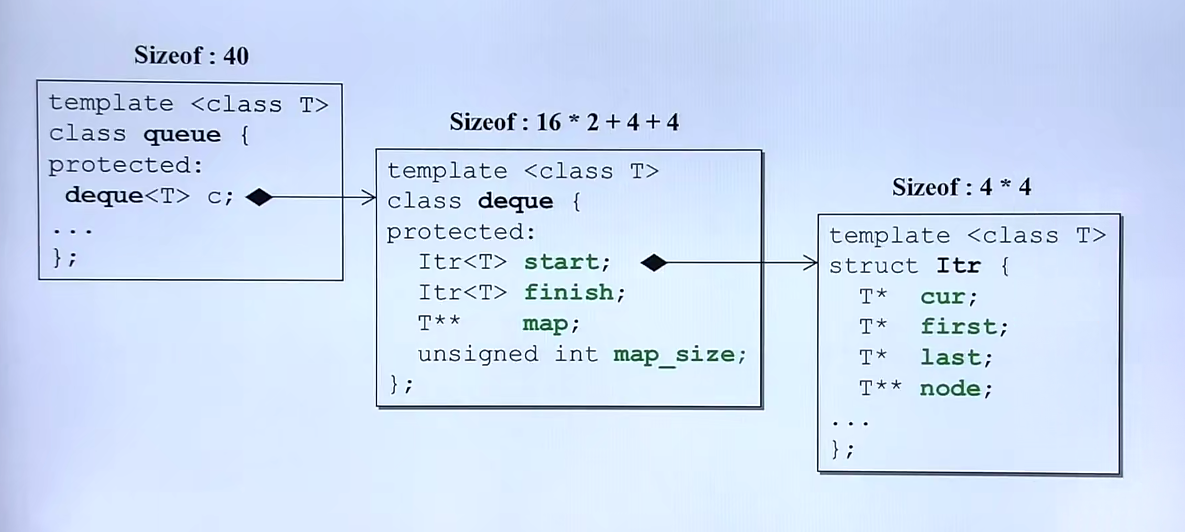 Sizeof : 40
template <class T>
class queue {
protected:
deque<T> c;
...
};
Sizeof : 16 * 2 + 4 + 4
template <class T>
class deque {
protected:
Itr<T> start;
Itr<T> finish;
T** map;
unsigned int map_size;
};
Sizeof : 4 * 4
template <class T>
struct Itr {
T* cur;
T* first;
T* last;
T** node;
...
};